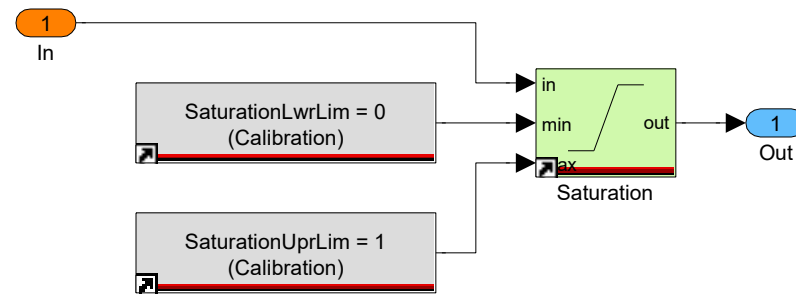 1
In
SaturationLwrLim = 0
(Calibration)
SaturationUprLim = 1
(Calibration)
in
min
ax
out
Saturation
1
Out